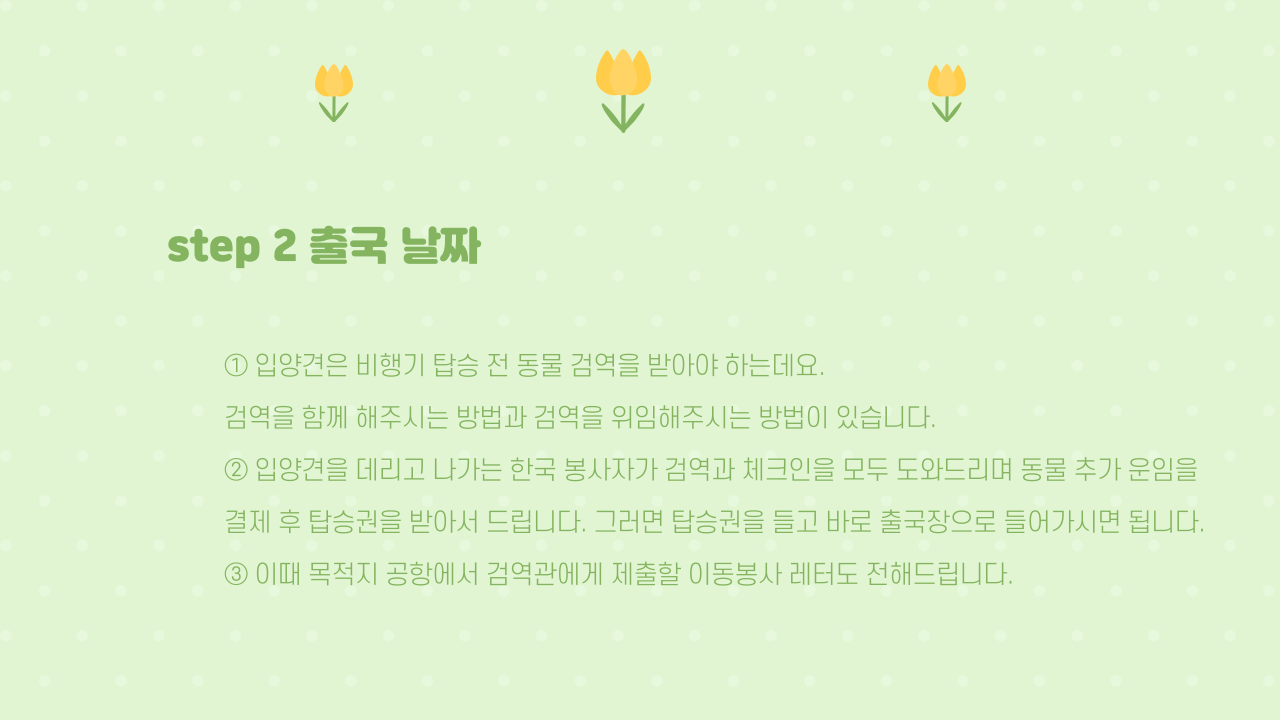 step 2 출국 날짜
① 입양견은 비행기 탑승 전 동물 검역을 받아야 하는데요.
검역을 함께 해주시는 방법과 검역을 위임해주시는 방법이 있습니다.
② 입양견을 데리고 나가는 한국 봉사자가 검역과 체크인을 모두 도와드리며 동물 추가 운임을
결제 후 탑승권을 받아서 드립니다. 그러면 탑승권을 들고 바로 출국장으로 들어가시면 됩니다.
③ 이때 목적지 공항에서 검역관에게 제출할 이동봉사 레터도 전해드립니다.